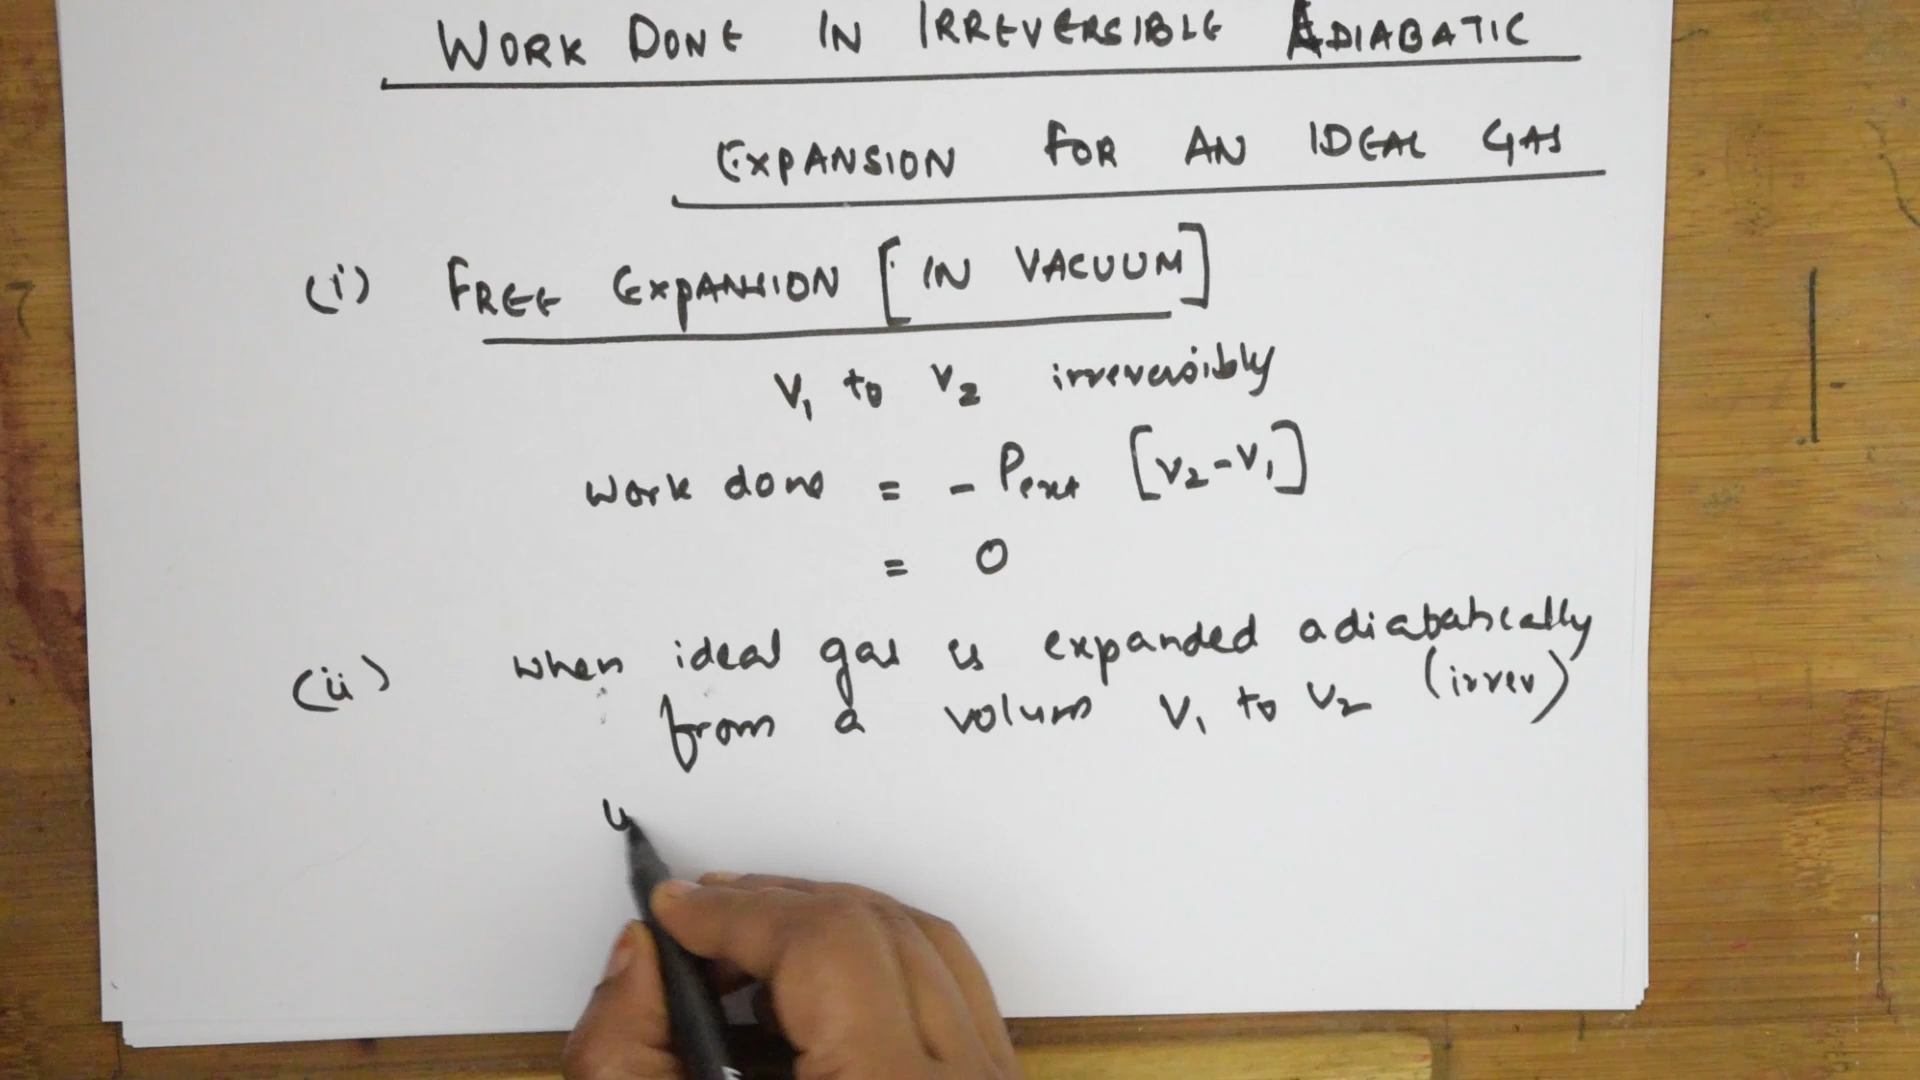 WORK DONE IN IRREVERSIBLE ADIABATIC
EXPANSION FOR AN IDEAL GAS
(i) FREE EXPANSION [IN VACUUM]
V₁ to V₂ irreversibly
Work done = - Pext [V₂-V₁]
= 0
(ii) when ideal gas is expanded adiabatically
from a volume V₁ to V₂ (irrev)